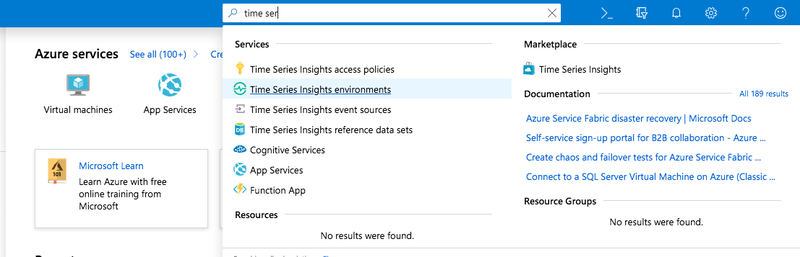 time ser
Azure services
See all (100+)
Cre
Virtual machines
App Services
Microsoft Learn
Learn Azure with free
online training from
Microsoft
Services
Time Series Insights access policies
Time Series Insights environments
Time Series Insights event sources
Time Series Insights reference data sets
Cognitive Services
App Services
Function App
Resources
No results were found.
Marketplace
Time Series Insights
Documentation
All 189 results
Azure Service Fabric disaster recovery | Microsoft Docs
Self-service sign-up portal for B2B collaboration - Azure ...
Create chaos and failover tests for Azure Service Fabric ...
Connect to a SQL Server Virtual Machine on Azure (Classic ...
Resource Groups
No results were found.